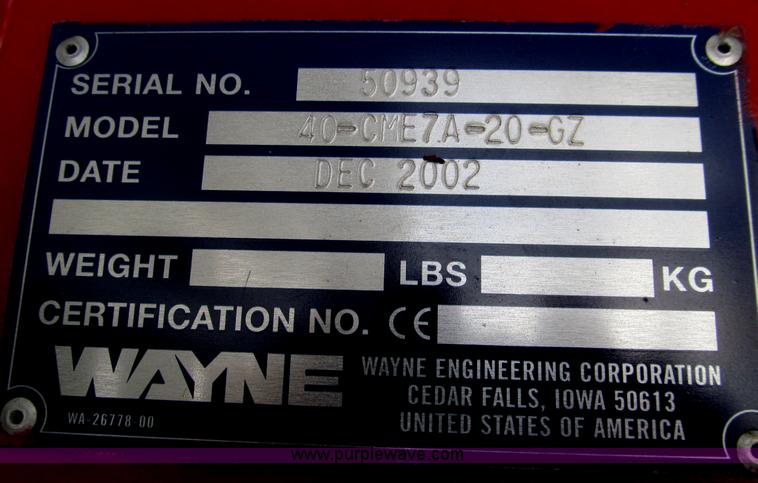 SERIAL NO. 50939
MODEL 40-CME7A-20-GZ
DATE DEC 2002
WEIGHT LBS KG
CERTIFICATION NO. CE
WAYNE
WAYNE ENGINEERING CORPORATION
CEDAR FALLS, IOWA 50613
WA-26778-00
UNITED STATES OF AMERICA
www.purplewave.com